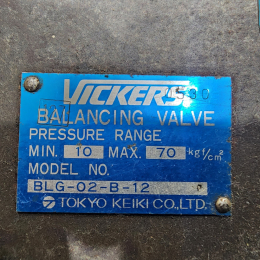 VICKERS
BALANCING VALVE
PRESSURE RANGE
MIN. 10 MAX. 70 kgf/cm²
MODEL NO.
BLG-02-B-12
TOKYO KEIKI CO., LTD.